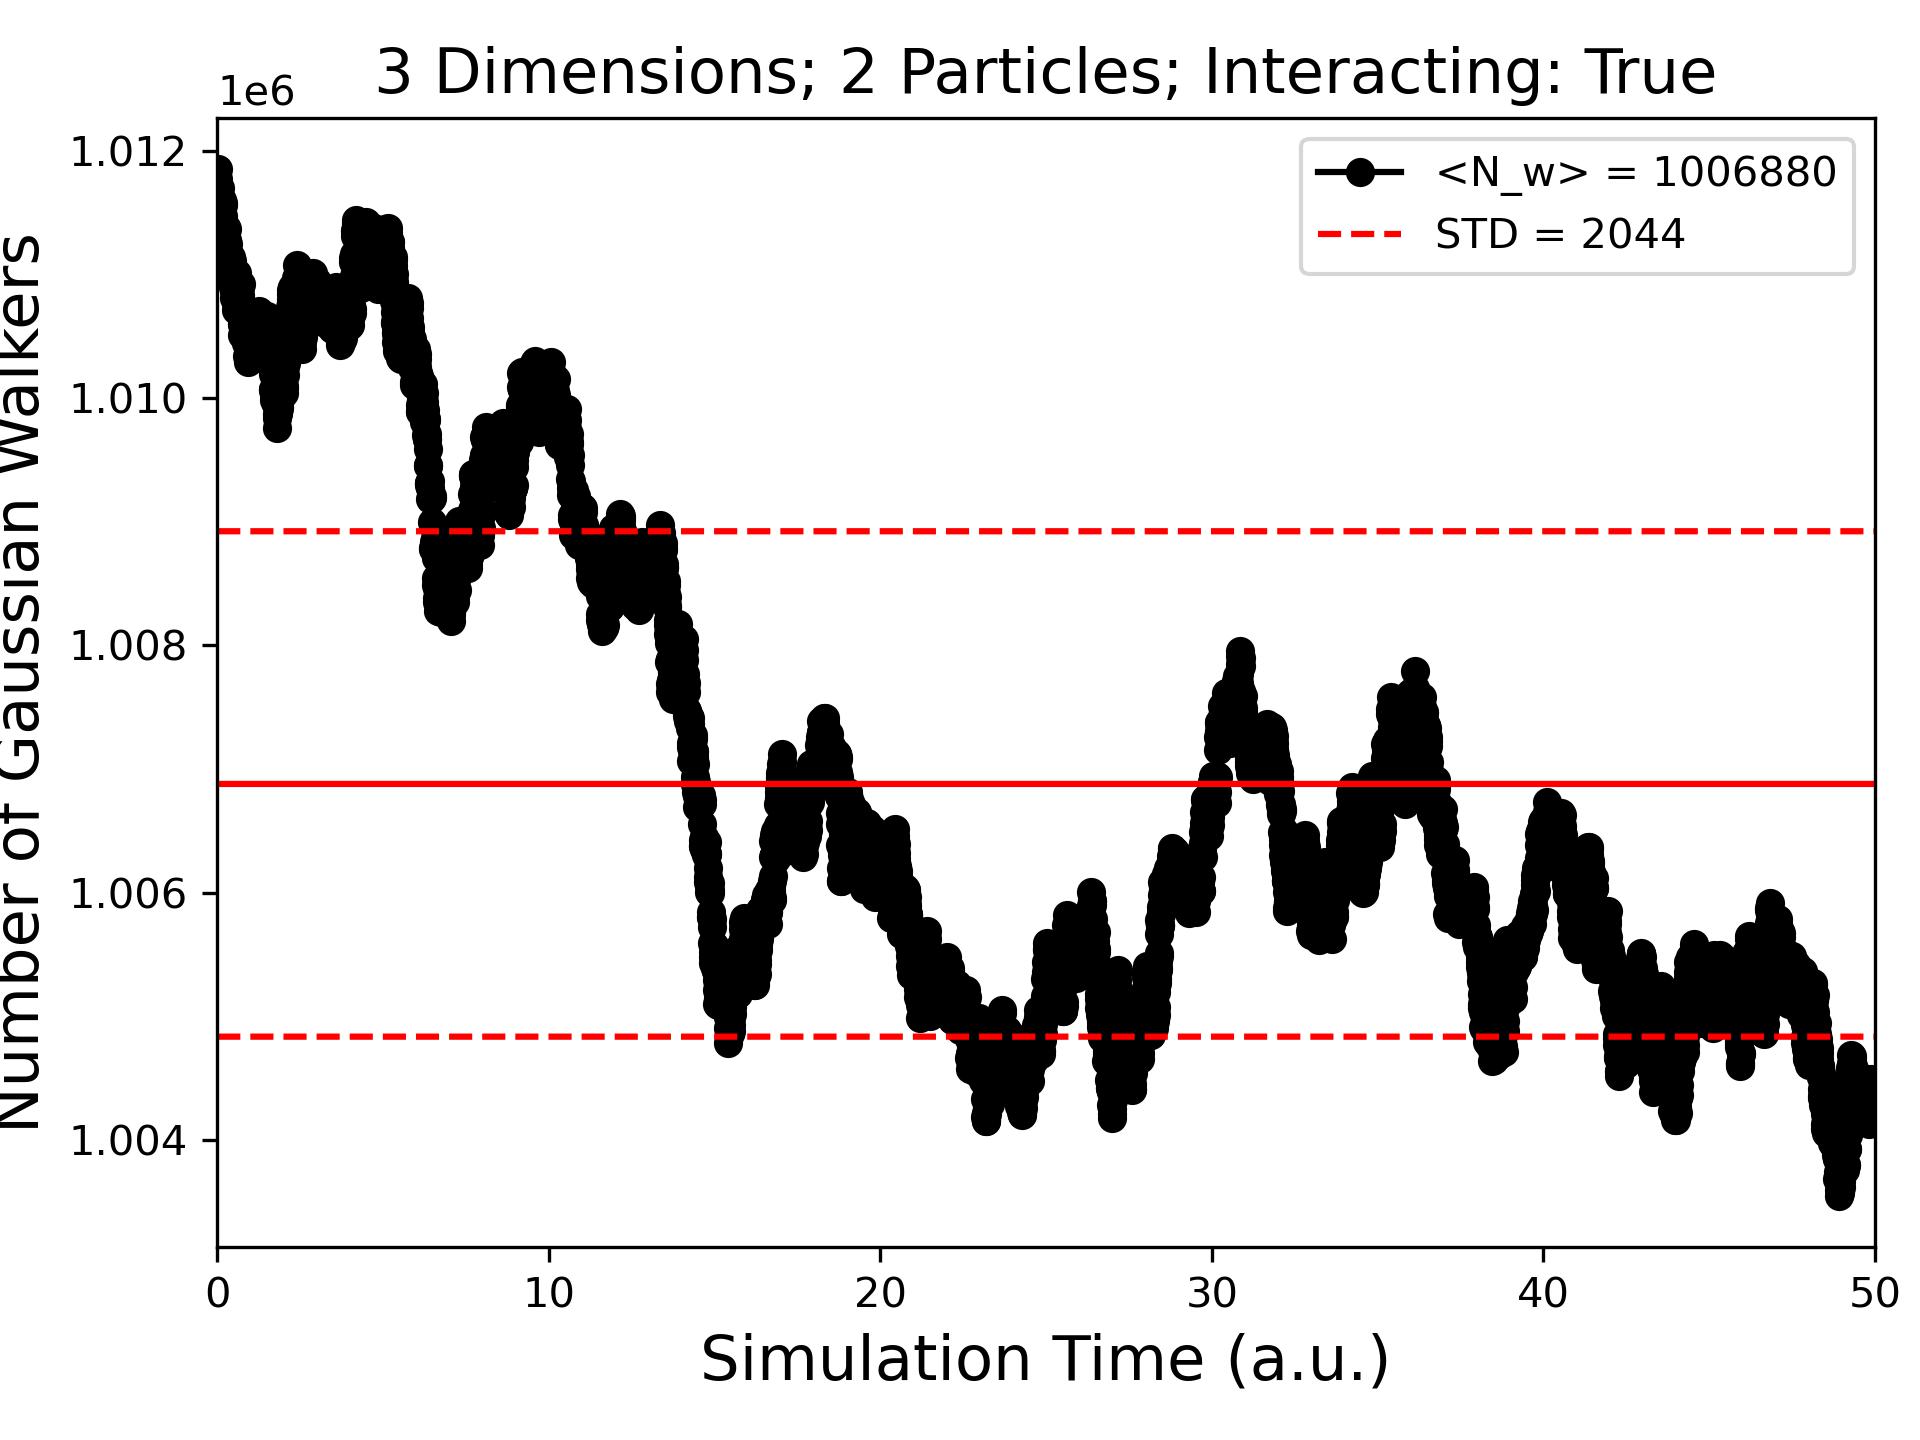 3 Dimensions; 2 Particles; Interacting: True
1e6
1.012
1.010
1.008
1.006
1.004
Number of Gaussian Walkers
<N_w> = 1006880
STD = 2044
0 10 20 30 40 50
Simulation Time (a.u.)